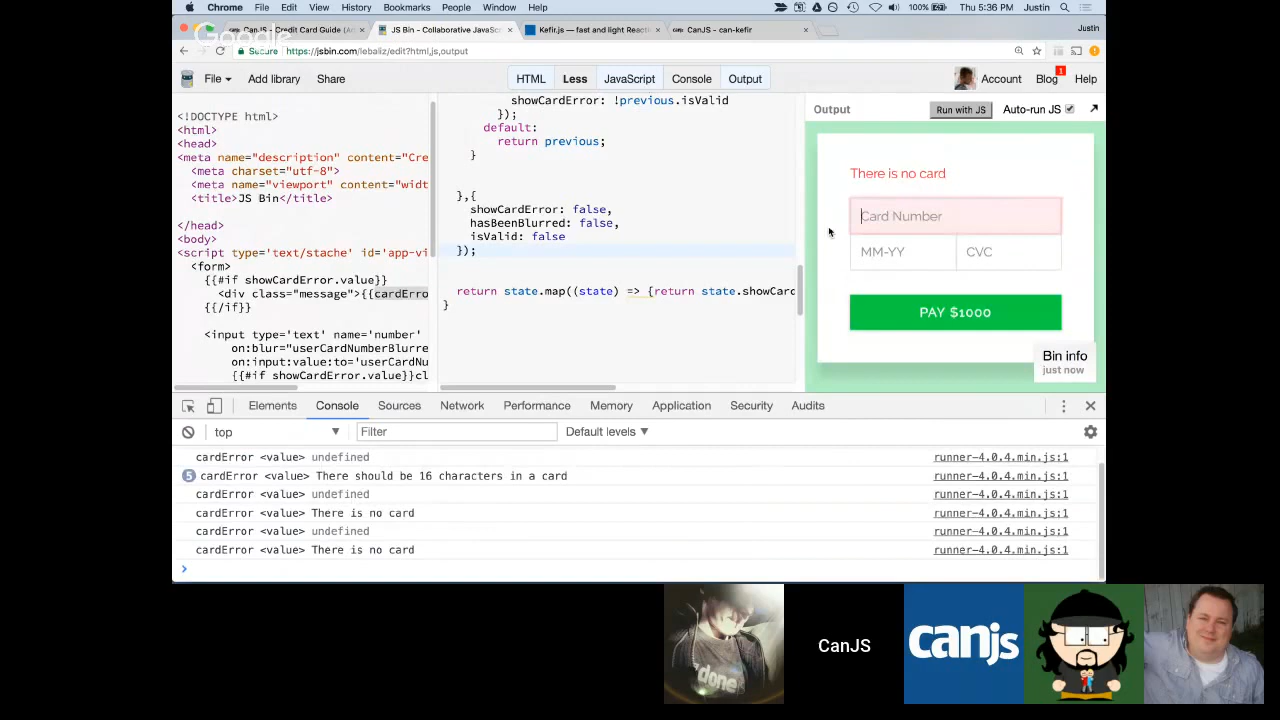 Chrome File Edit View History Bookmarks People Window Help 100% Thu 5:36 PM Justin
Google
CanJS - Credit Card Guide (A × JS Bin - Collaborative JavaScr × Kefir.js — fast and light Reacti × CanJS - can-kefir × Justin
Secure https://jsbin.com/lebaliz/edit?html,js,output
File Add library Share HTML Less JavaScript Console Output Account Blog 1 Help
<!DOCTYPE html>
<html>
<head>
<meta name="description" content="Cre
<meta charset="utf-8">
<meta name="viewport" content="widt
<title>JS Bin</title>
</head>
<body>
<script type='text/stache' id='app-vi
<form>
{{#if showCardError.value}}
<div class="message">{{cardErro
{{/if}}
<input type='text' name='number'
on:blur="userCardNumberBlurre
on:input:value:to='userCardNu
{{#if showCardError.value}}cl
showCardError: !previous.isValid
});
default:
return previous;
}
},{
showCardError: false,
hasBeenBlurred: false,
isValid: false
});
return state.map((state) => {return state.showCard
}
Output Run with JS Auto-run JS
There is no card
Card Number
MM-YY CVC
PAY $1000
Bin info
just now
Elements Console Sources Network Performance Memory Application Security Audits
top Filter Default levels
cardError <value> undefined runner-4.0.4.min.js:1
5 cardError <value> There should be 16 characters in a card runner-4.0.4.min.js:1
cardError <value> undefined runner-4.0.4.min.js:1
cardError <value> There is no card runner-4.0.4.min.js:1
cardError <value> undefined runner-4.0.4.min.js:1
cardError <value> There is no card runner-4.0.4.min.js:1
done
CanJS
canjs